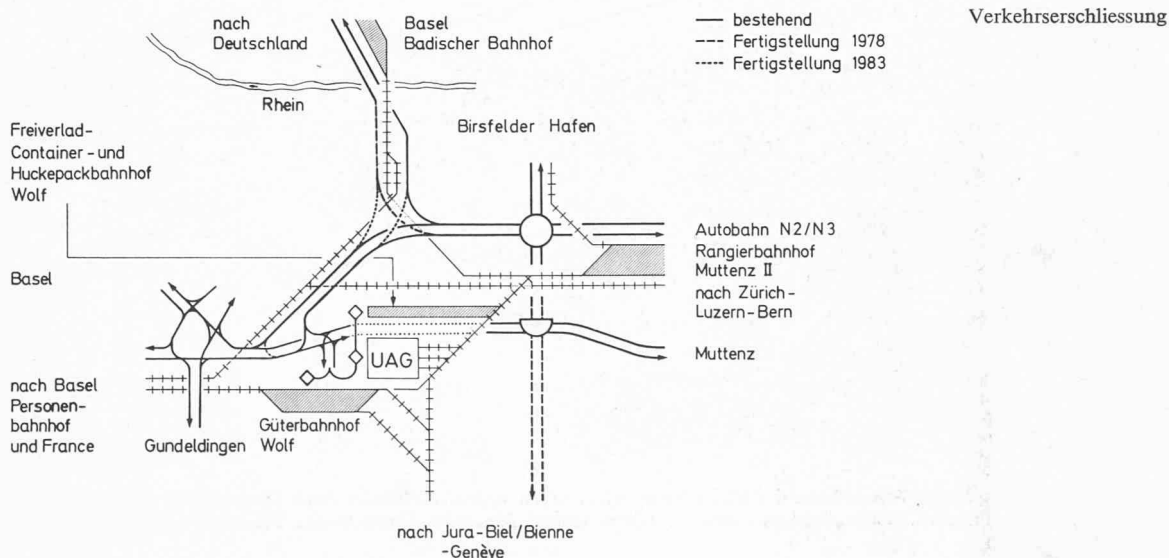 Verkehrserschliessung
bestehend
Fertigstellung 1978
Fertigstellung 1983
nach
Deutschland
Basel
Badischer Bahnhof
Rhein
Birsfelder Hafen
Freiverlad-
Container- und
Huckepackbahnhof
Wolf
Autobahn N2/N3
Rangierbahnhof
Muttenz II
nach Zürich-
Luzern-Bern
Basel
UAG
Muttenz
nach Basel
Personen-
bahnhof
und France
Gundeldingen
Güterbahnhof
Wolf
nach Jura-Biel/Bienne
-Genève